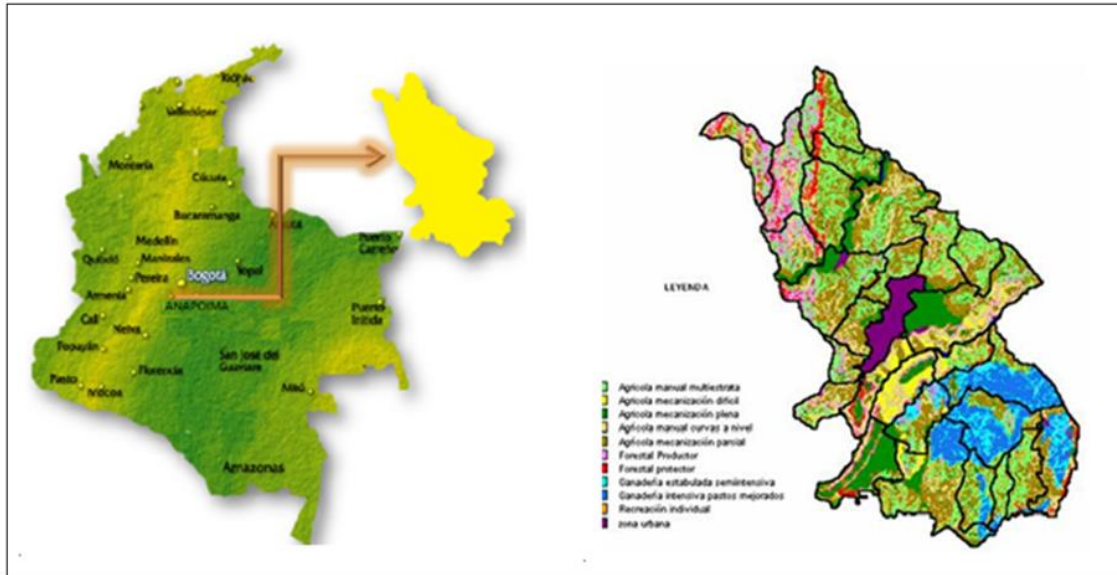 Valledupar
Montería
Cúcuta
Bucaramanga
Arauca
Medellín
Puerto
Carreño
Quibdó
Manizales
Yopal
Pereira
Bogotá
Armenia
ANAPOIMA
Cali
Neiva
Puerto
Inírida
Popayán
San José del
Guaviare
Florencia
Pasto
Mocoa
Mitú
Amazonas
LEYENDA
Agrícola manual multiestrata
Agrícola mecanización difícil
Agrícola mecanización plena
Agrícola manual curvas a nivel
Agrícola mecanización parcial
Forestal Productor
Forestal protector
Ganadería estabulada semiintensiva
Ganadería intensiva pastos mejorados
Recreación individual
zona urbana